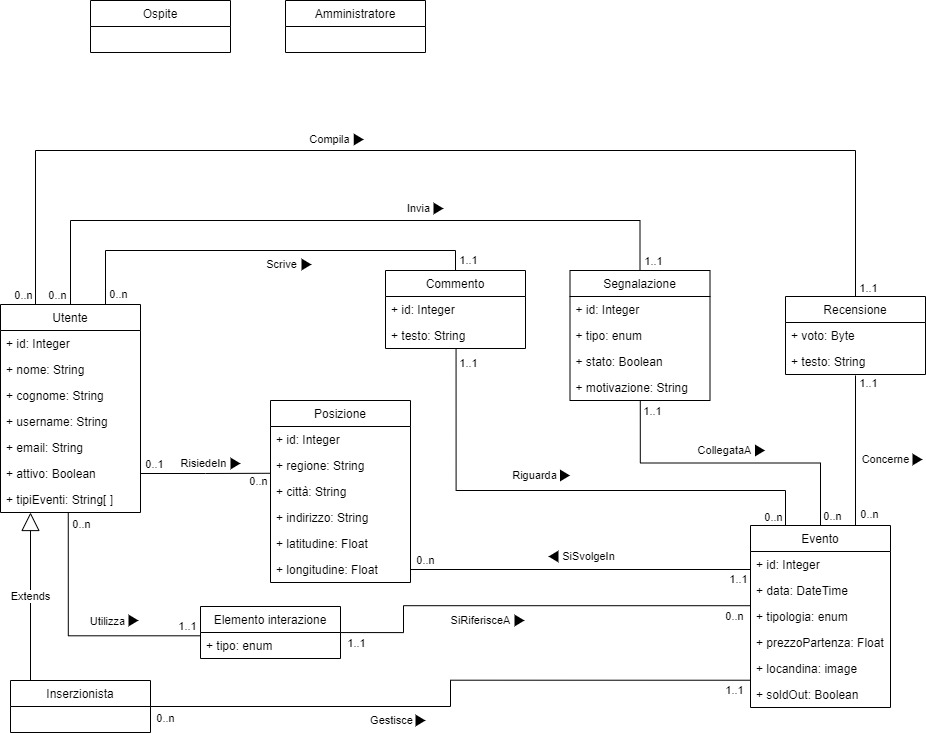 Ospite
Amministratore
Compila
Invia
Scrive
0..n
0..n
0..n
1..1
1..1
1..1
Utente
+ id: Integer
+ nome: String
+ cognome: String
+ username: String
+ email: String
+ attivo: Boolean
+ tipiEventi: String[ ]
Commento
+ id: Integer
+ testo: String
1..1
Segnalazione
+ id: Integer
+ tipo: enum
+ stato: Boolean
+ motivazione: String
1..1
Recensione
+ voto: Byte
+ testo: String
1..1
Posizione
+ id: Integer
+ regione: String
+ città: String
+ indirizzo: String
+ latitudine: Float
+ longitudine: Float
0..1
RisiedeIn
0..n
CollegataA
Concerne
Riguarda
0..n
0..n
0..n
0..n
Evento
+ id: Integer
+ data: DateTime
+ tipologia: enum
+ prezzoPartenza: Float
+ locandina: image
+ soldOut: Boolean
0..n
SiSvolgeIn
1..1
Extends
Utilizza
1..1
Elemento interazione
+ tipo: enum
1..1
SiRiferisceA
0..n
Inserzionista
0..n
Gestisce
1..1